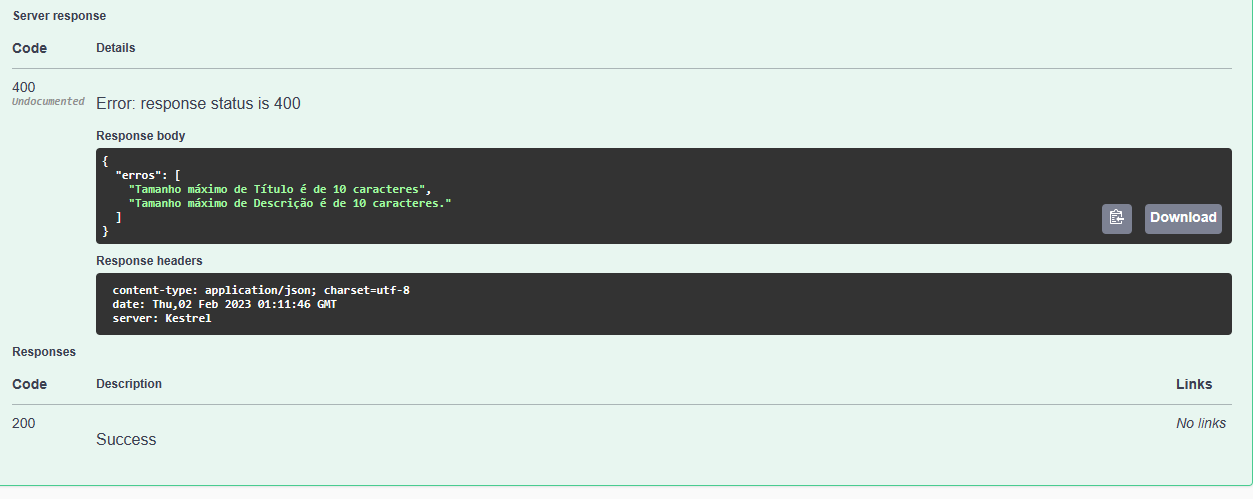 Server response
Code Details
400
Undocumented
Error: response status is 400
Response body
{
"erros": [
"Tamanho máximo de Título é de 10 caracteres",
"Tamanho máximo de Descrição é de 10 caracteres."
]
}
Download
Response headers
content-type: application/json; charset=utf-8
date: Thu,02 Feb 2023 01:11:46 GMT
server: Kestrel
Responses
Code Description Links
200 No links
Success